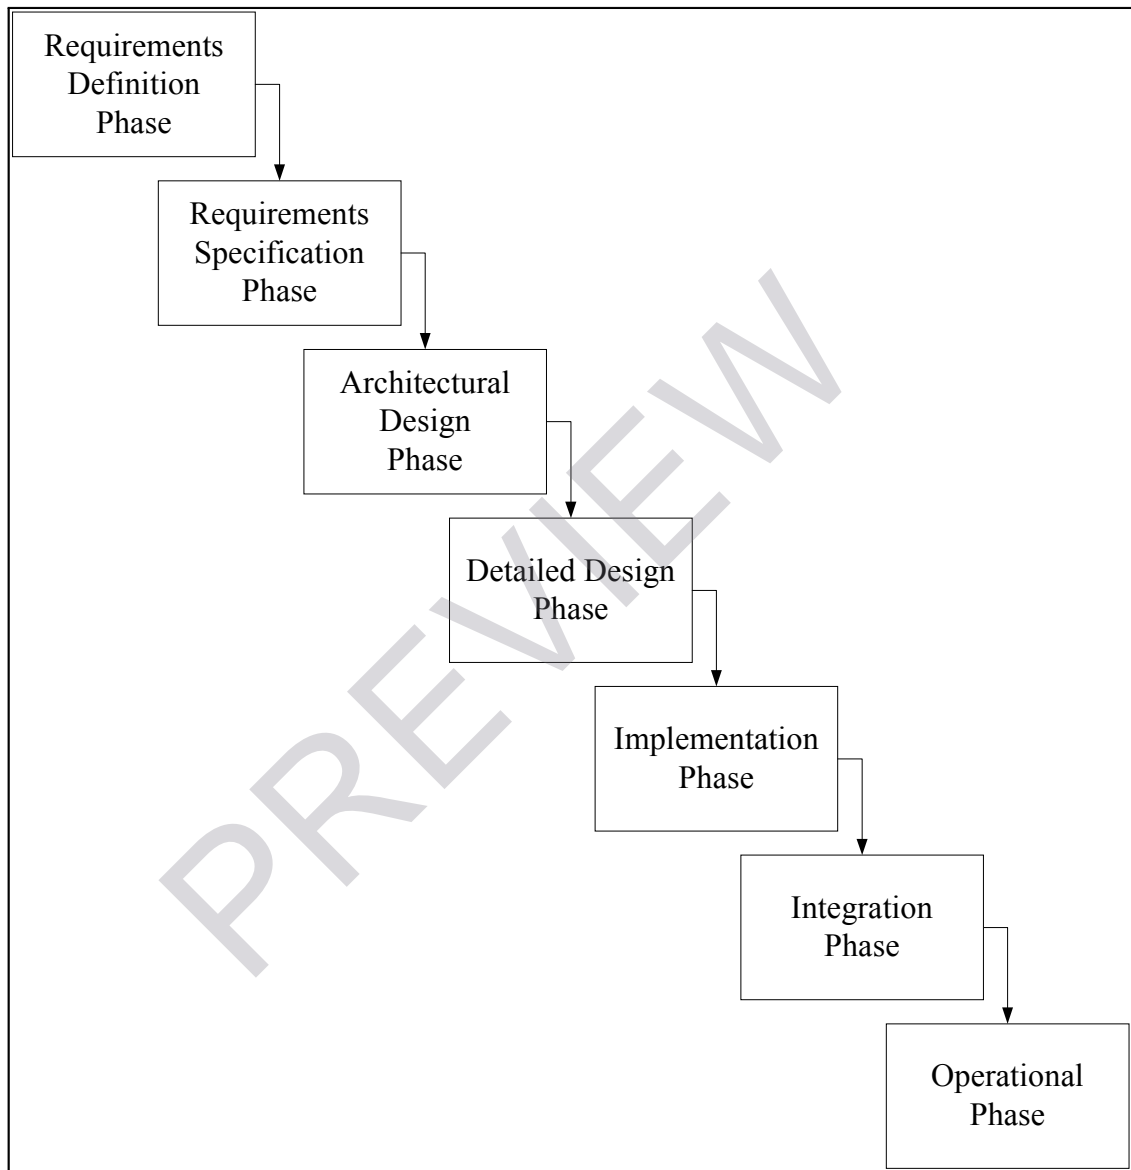 Requirements
Definition
Phase
Requirements
Specification
Phase
Architectural
Design
Phase
Detailed Design
Phase
Implementation
Phase
Integration
Phase
Operational
Phase
PREVIEW